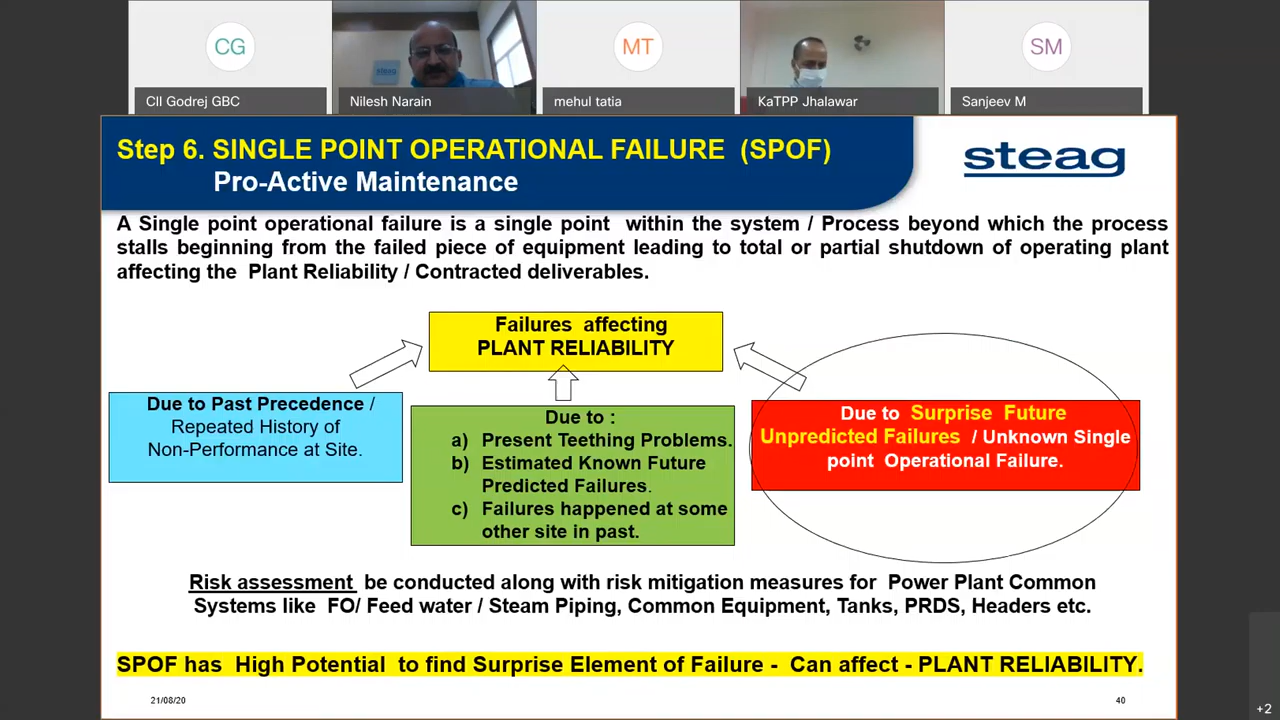 CG
MT
SM
CII Godrej GBC
Nilesh Narain
mehul tatia
KaTPP Jhalawar
Sanjeev M
Step 6. SINGLE POINT OPERATIONAL FAILURE (SPOF)
Pro-Active Maintenance
steag
A Single point operational failure is a single point within the system / Process beyond which the process
stalls beginning from the failed piece of equipment leading to total or partial shutdown of operating plant
affecting the Plant Reliability / Contracted deliverables.
Failures affecting
PLANT RELIABILITY
Due to Past Precedence /
Repeated History of
Non-Performance at Site.
Due to :
a) Present Teething Problems.
b) Estimated Known Future
Predicted Failures.
c) Failures happened at some
other site in past.
Due to Surprise Future
Unpredicted Failures / Unknown Single
point Operational Failure.
Risk assessment be conducted along with risk mitigation measures for Power Plant Common
Systems like FO/ Feed water / Steam Piping, Common Equipment, Tanks, PRDS, Headers etc.
SPOF has High Potential to find Surprise Element of Failure - Can affect - PLANT RELIABILITY.
21/08/20
40
+2